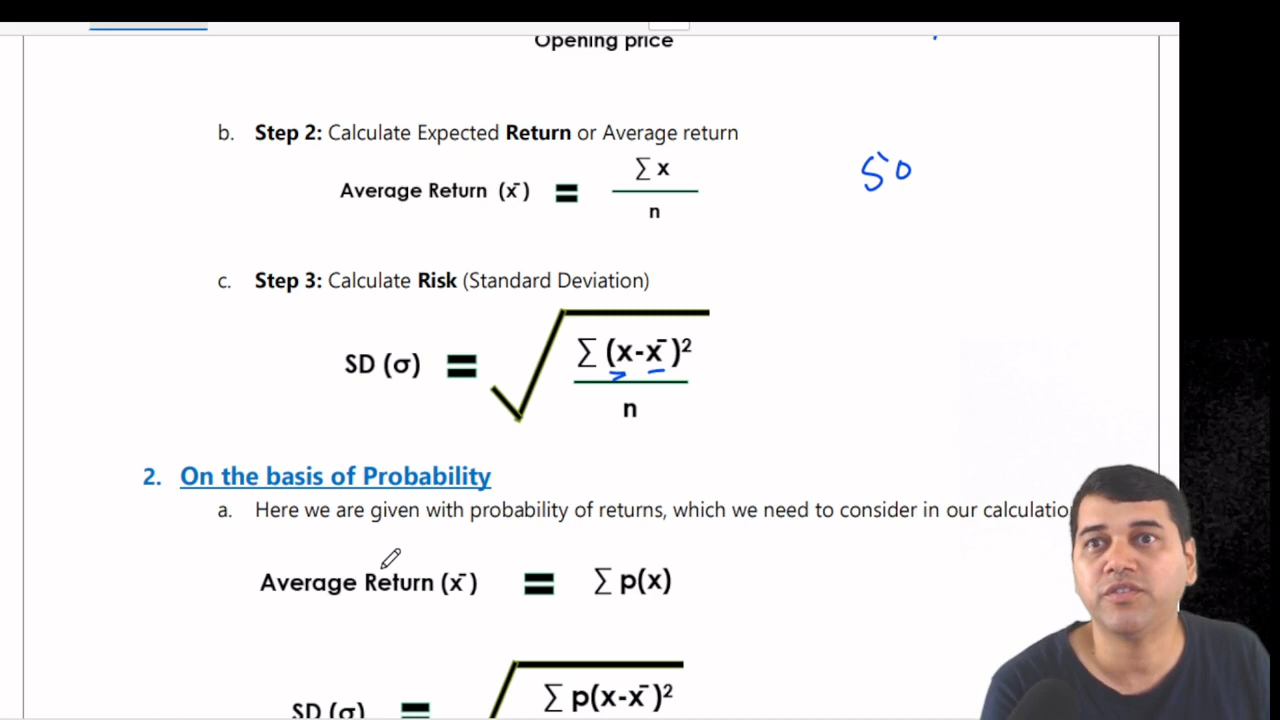 Opening price
b. Step 2: Calculate Expected Return or Average return
Average Return (x̄) = ∑ x
n
50
c. Step 3: Calculate Risk (Standard Deviation)
SD (σ) = √ ∑ (x-x̄)²
n
2. On the basis of Probability
a. Here we are given with probability of returns, which we need to consider in our calculatio
Average Return (x̄) = ∑ p(x)
SD (σ) = √ ∑ p(x-x̄)²